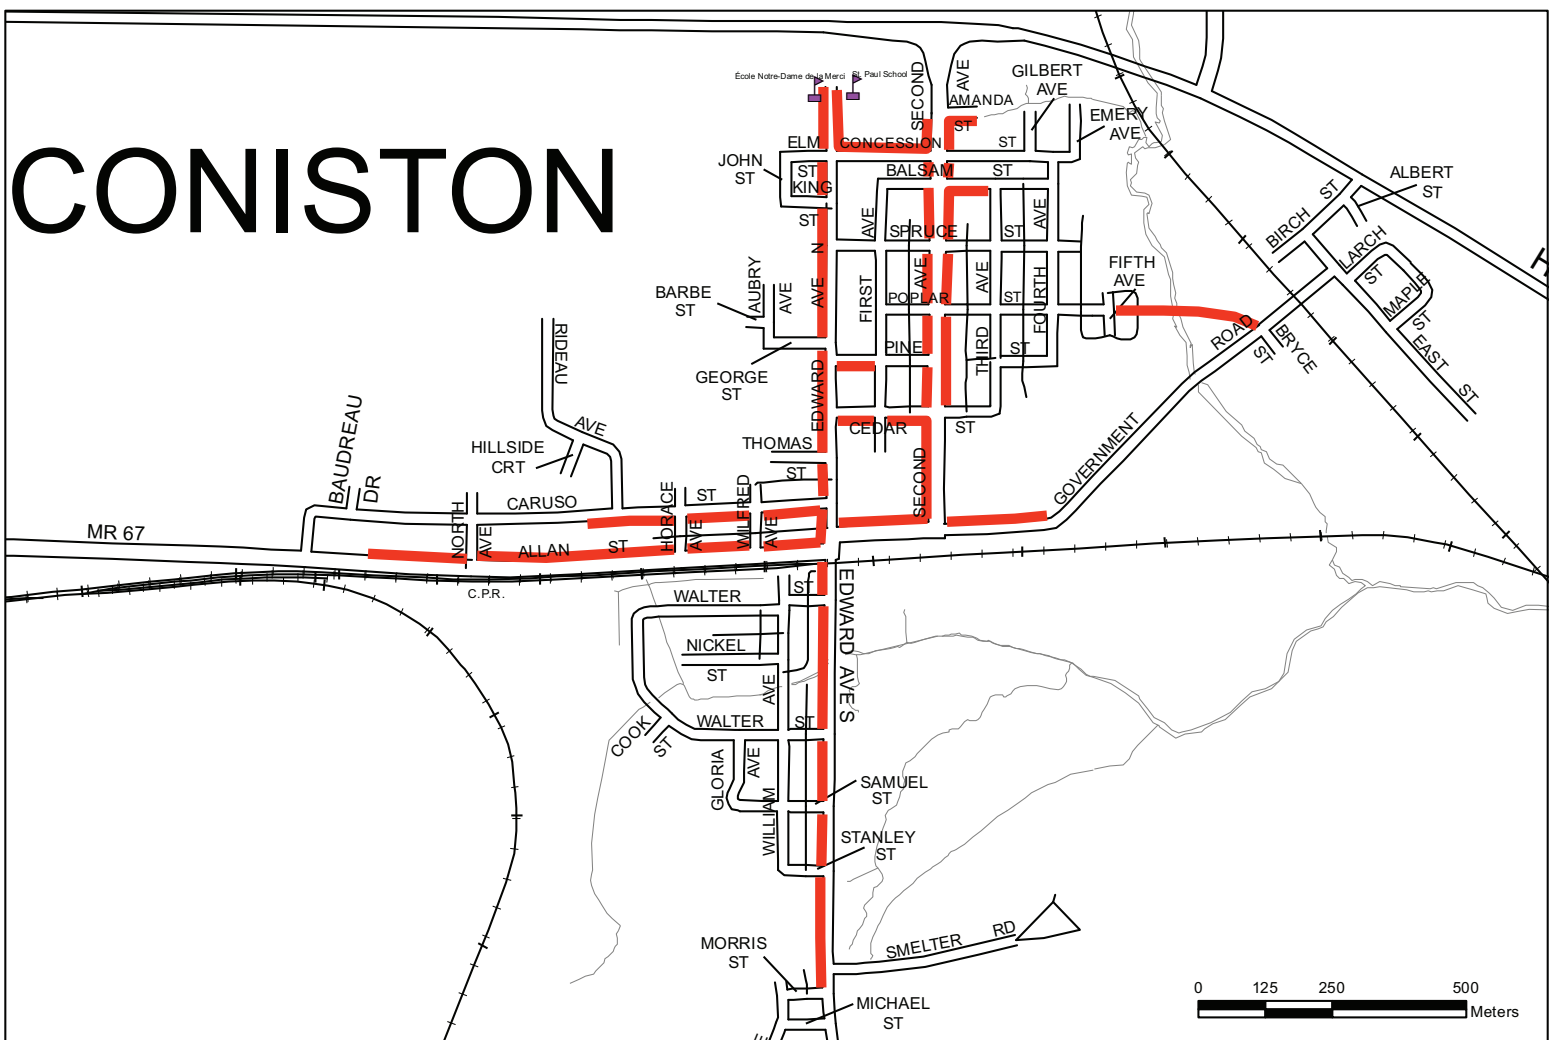 CONISTON
École Notre-Dame de la Merci
St. Paul School
SECOND
AVE
GILBERT
AVE
AMANDA
ST
EMERY
AVE
ELM
CONCESSION
ST
JOHN
ST
ST
KING
ST
BALSAM
ST
ALBERT
ST
BIRCH
ST
LARCH
ST
MAPLE
ST
EAST
ST
FIRST
AVE
SPRUCE
ST
AVE
FOURTH
AVE
THIRD
AVE
FIFTH
AVE
POPLAR
ST
PINE
ST
AUBRY
AVE
BARBE
ST
GEORGE
ST
EDWARD
AVE
N
ROAD
BRYCE
ST
GOVERNMENT
RIDEAU
AVE
HILLSIDE
CRT
BAUDREAU
DR
CEDAR
ST
THOMAS
ST
SECOND
MR 67
NORTH
AVE
CARUSO
ST
HORACE
AVE
WILFRED
AVE
ALLAN
ST
C.P.R.
WALTER
ST
EDWARD AVE'S
NICKEL
ST
AVE
WALTER
ST
COOK
ST
GLORIA
AVE
WILLIAM
SAMUEL
ST
STANLEY
ST
MORRIS
ST
SMELTER
RD
MICHAEL
ST
0 125 250 500
Meters